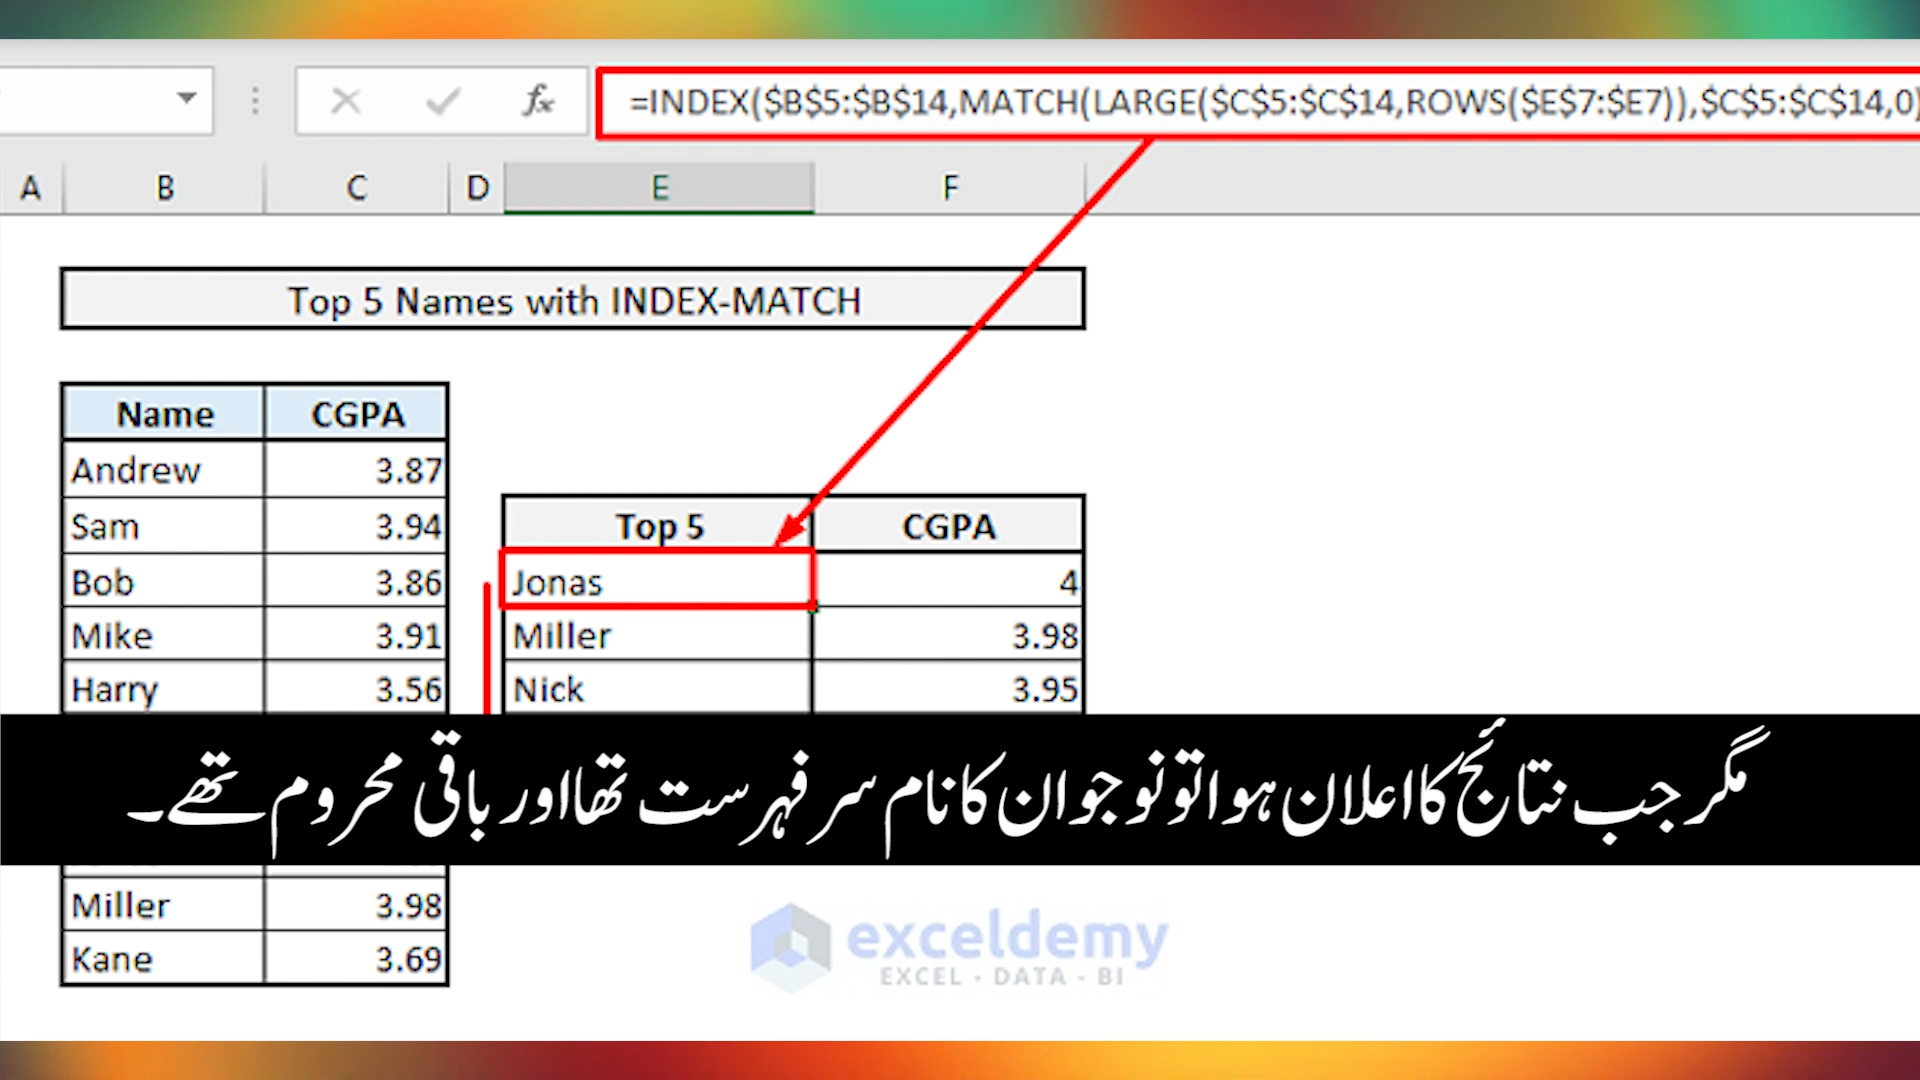 fx =INDEX($B$5:$B$14,MATCH(LARGE($C$5:$C$14,ROWS($E$7:$E7)),$C$5:$C$14,0)
A B C D E F
Top 5 Names with INDEX-MATCH
Name CGPA
Andrew 3.87
Sam 3.94
Top 5 CGPA
Bob 3.86
Jonas 4
Mike 3.91
Miller 3.98
Harry 3.56
Nick 3.95
مگر جب نتائج کا اعلان ہوا تو نوجوان کا نام سر فہرست تھا اور باقی محروم تھے۔
Miller 3.98
Kane 3.69
exceldemy
EXCEL - DATA - BI